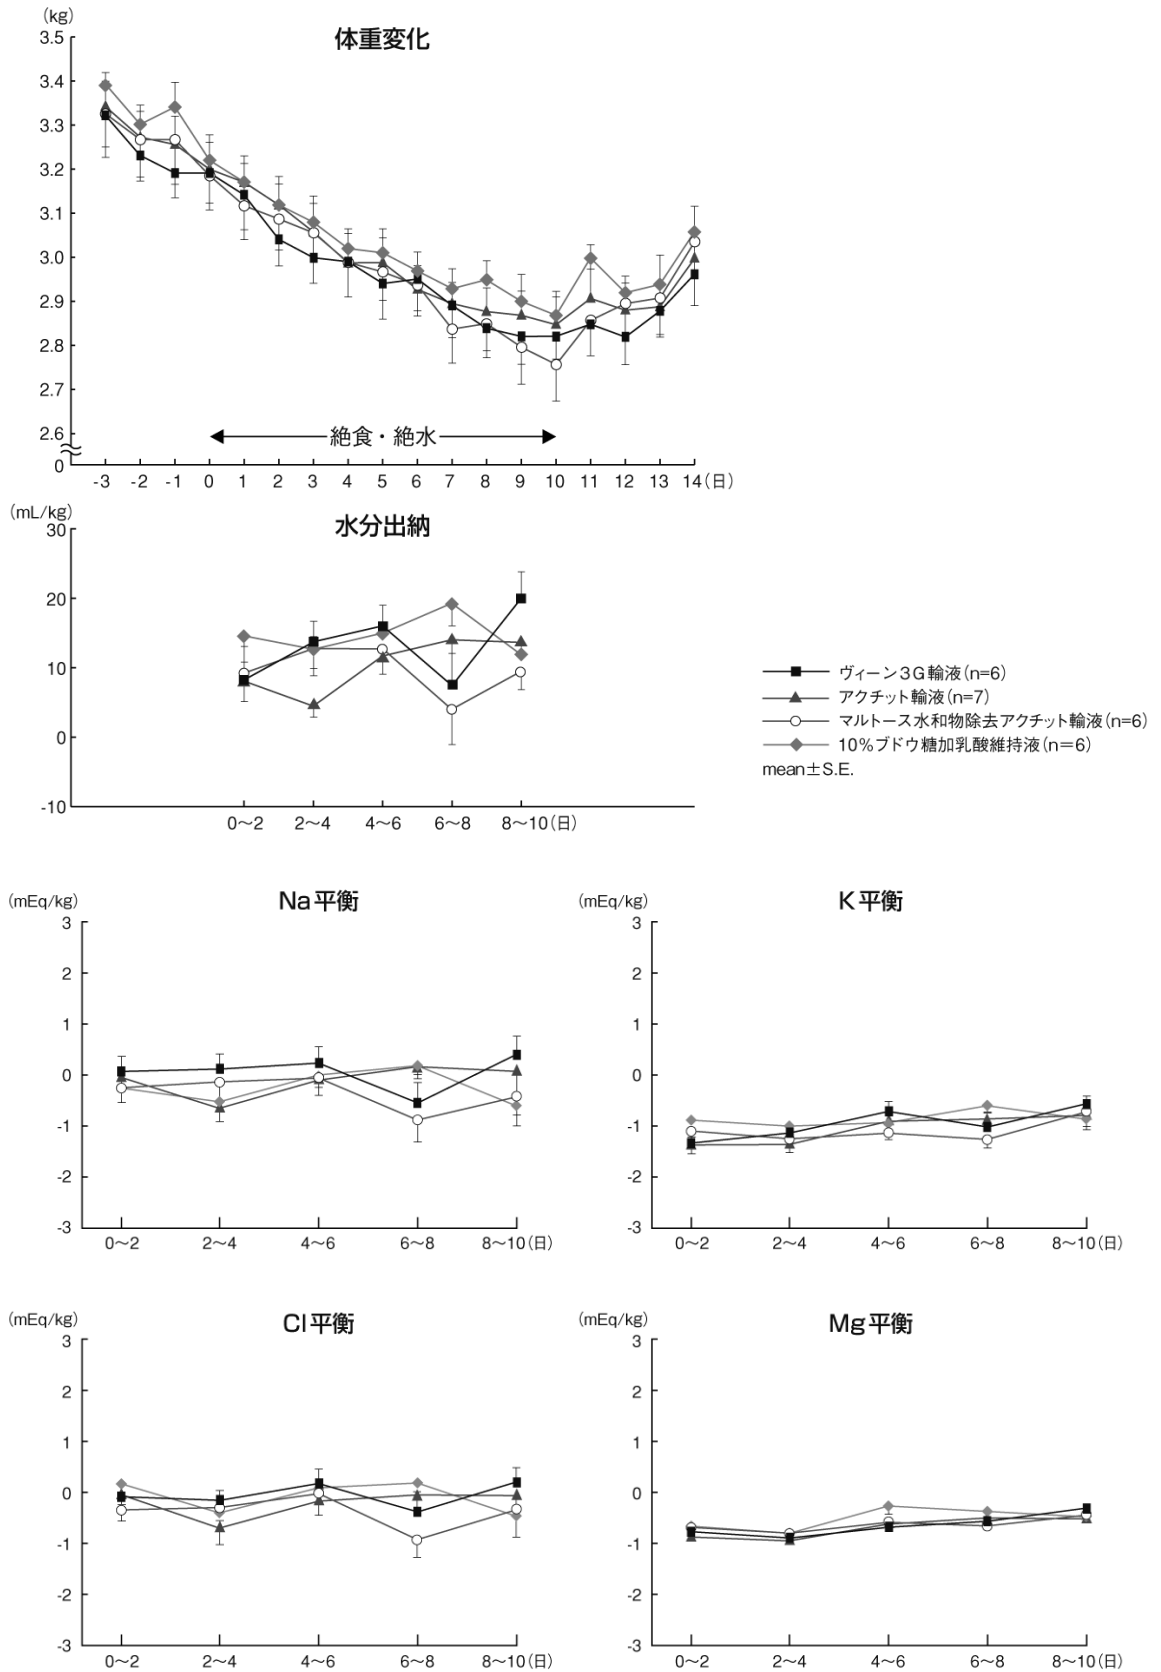 (kg)
体重変化
3.5
3.4
3.3
3.2
3.1
3.0
2.9
2.8
2.7
2.6
0
絶食・絶水
-3 -2 -1 0 1 2 3 4 5 6 7 8 9 10 11 12 13 14(日)
(mL/kg)
水分出納
30
20
10
0
-10
0〜2 2〜4 4〜6 6〜8 8〜10(日)
ヴィーン3G輸液(n=6)
アクチット輸液(n=7)
マルトース水和物除去アクチット輸液(n=6)
10%ブドウ糖加乳酸維持液(n=6)
mean±S.E.
(mEq/kg)
Na平衡
3
2
1
0
-1
-2
-3
0〜2 2〜4 4〜6 6〜8 8〜10(日)
(mEq/kg)
K平衡
3
2
1
0
-1
-2
-3
0〜2 2〜4 4〜6 6〜8 8〜10(日)
(mEq/kg)
Cl平衡
3
2
1
0
-1
-2
-3
0〜2 2〜4 4〜6 6〜8 8〜10(日)
(mEq/kg)
Mg平衡
3
2
1
0
-1
-2
-3
0〜2 2〜4 4〜6 6〜8 8〜10(日)